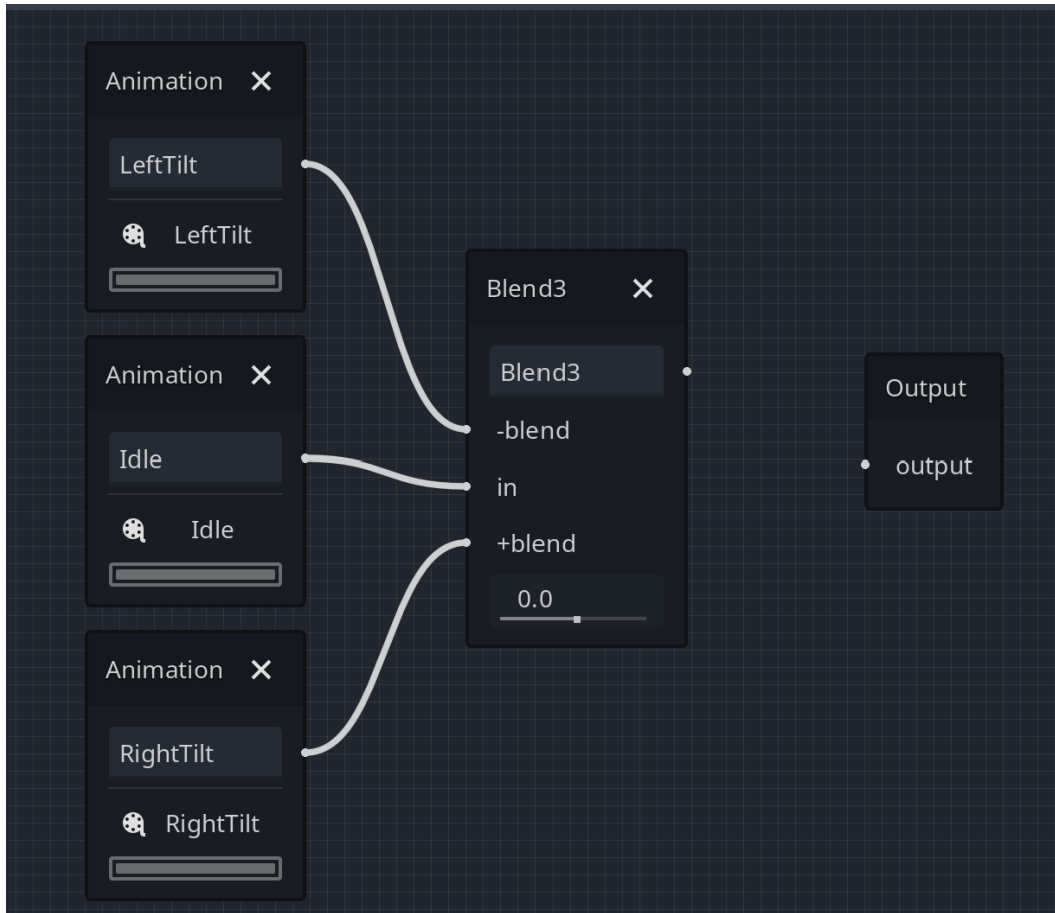 Animation
LeftTilt
LeftTilt
Animation
Idle
Idle
Animation
RightTilt
RightTilt
Blend3
Blend3
-blend
in
+blend
0.0
Output
output